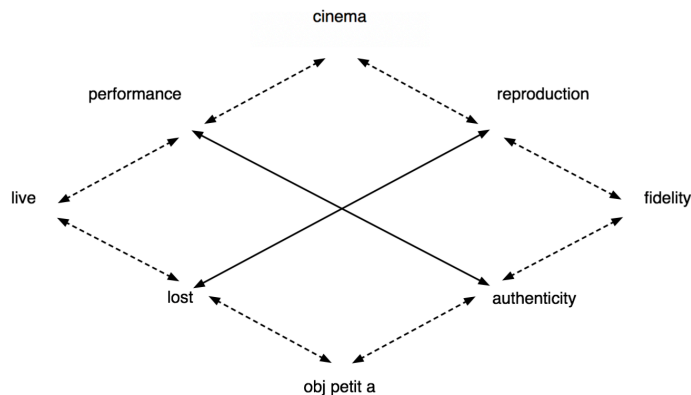 cinema
performance
reproduction
live
fidelity
lost
authenticity
obj petit a